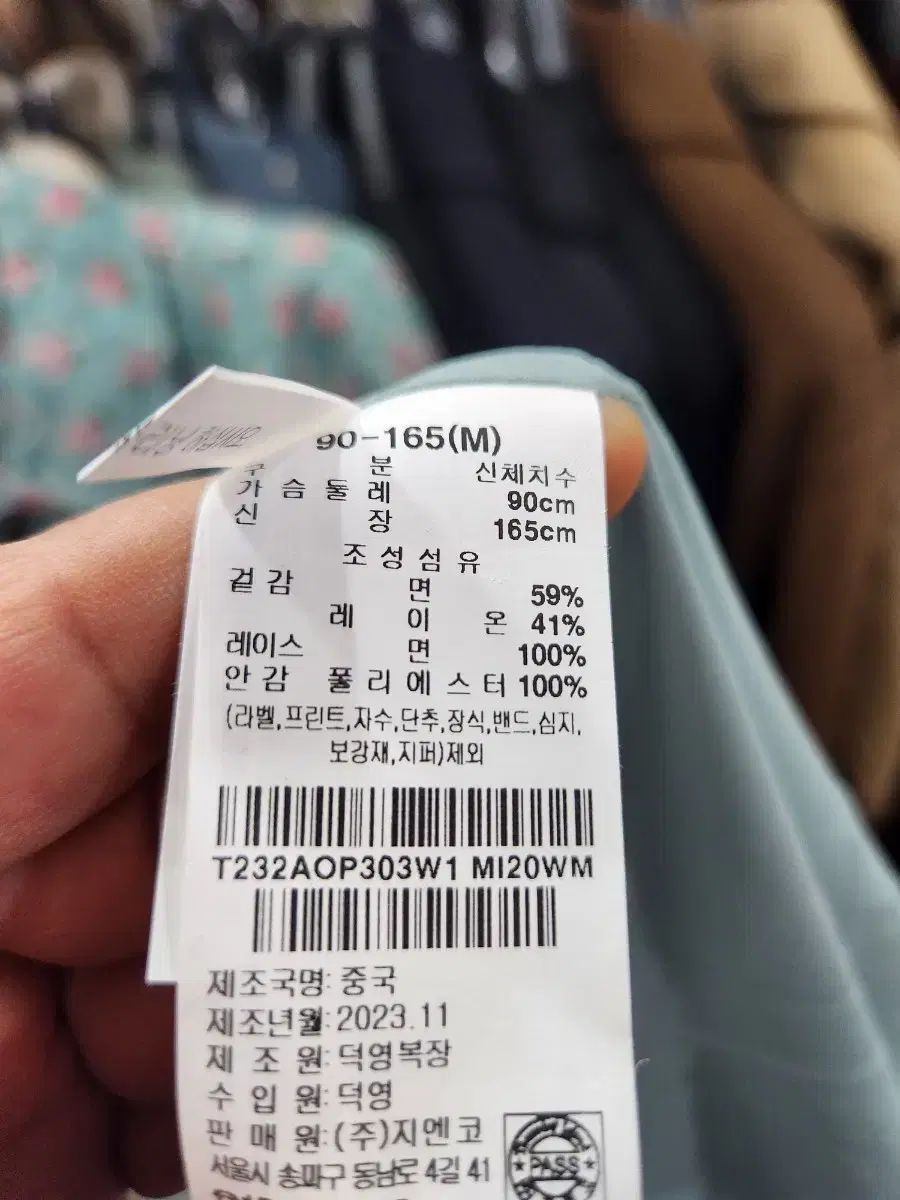 90-165(M)
구 분 신체치수
가 슴 둘 레 90cm
신 장 165cm
조 성 섬 유
겉 감 면 59%
레 이 온 41%
레이스 면 100%
안 감 폴 리 에 스 터 100%
(라벨,프린트,자수,단추,장식,밴드,심지,
보강재,지퍼)제외
T232AOP303W1 MI20WM
제조국명: 중국
제조년월: 2023.11
제 조 원: 덕영복장
수 입 원: 덕영
판 매 원: (주)지엔코
서울시 송파구 동남로 4길 41
PASS